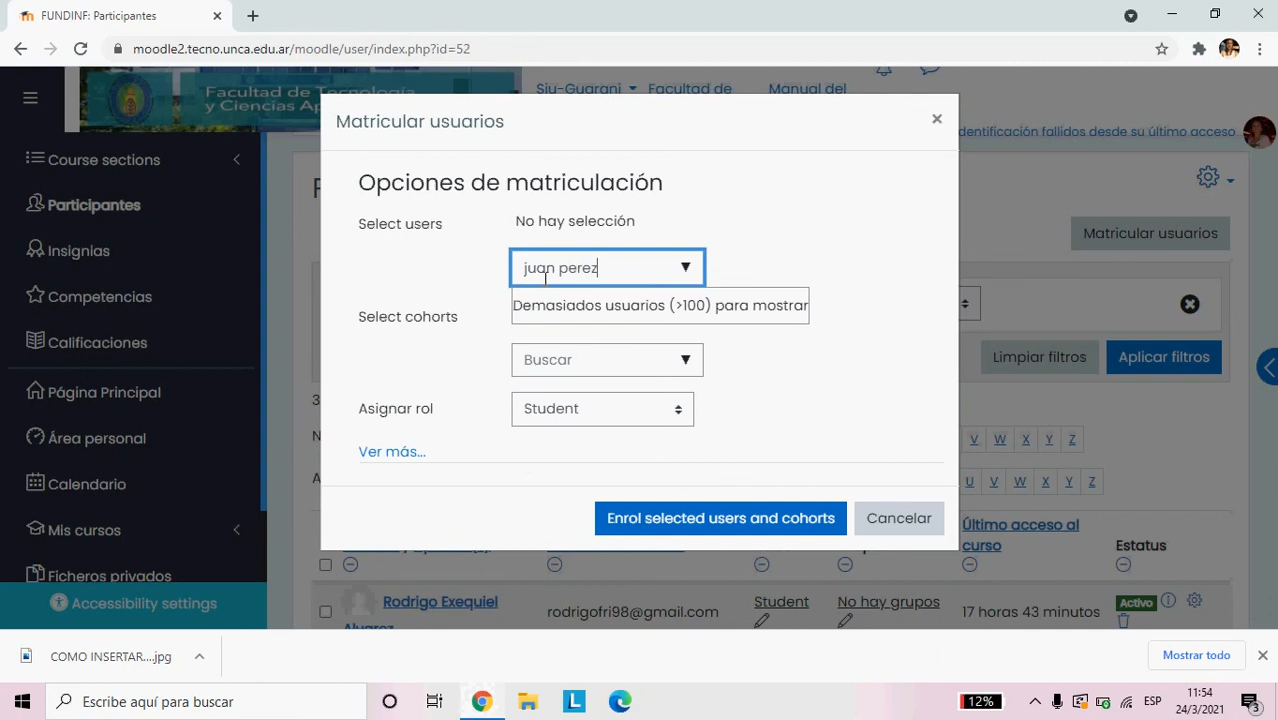 FUNDINF: Participantes
moodle2.tecno.unca.edu.ar/moodle/user/index.php?id=52
Facultad de Tecnología
y Ciencias Ap
Siu-Guaraní
Facultad de
Manual del
Matricular usuarios
identificación fallidos desde su último acceso
Course sections
Participantes
Insignias
Competencias
Calificaciones
Página Principal
Área personal
Calendario
Mis cursos
Ficheros privados
Accessibility settings
Opciones de matriculación
Select users
No hay selección
juan perez
Demasiados usuarios (>100) para mostrar
Select cohorts
Buscar
Asignar rol
Student
Ver más...
Enrol selected users and cohorts
Cancelar
Matricular usuarios
Limpiar filtros
Aplicar filtros
V W X Y Z
U V W X Y Z
Último acceso al
curso
Estatus
Rodrigo Exequiel
Alvarez
rodrigofri98@gmail.com
Student
No hay grupos
17 horas 43 minutos
Activo
COMO INSERTAR....jpg
Mostrar todo
Escribe aquí para buscar
L
12%
ESP
11:54
24/3/2021
3